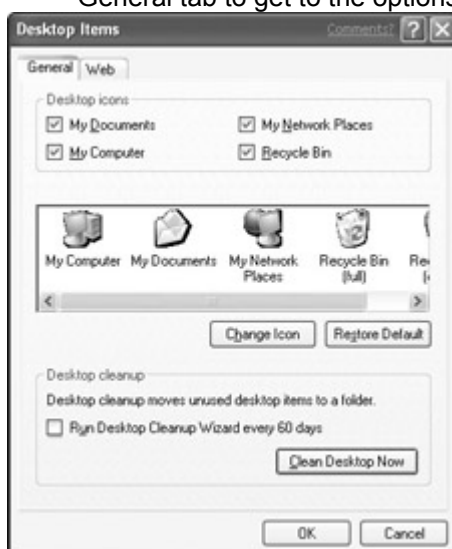 General tab to get to the options
Desktop Items Comments? ? X
General Web
Desktop icons
My Documents My Network Places
My Computer Recycle Bin
My Computer My Documents My Network Recycle Bin
Places (full)
Change Icon Restore Default
Desktop cleanup
Desktop cleanup moves unused desktop items to a folder.
Run Desktop Cleanup Wizard every 60 days
Clean Desktop Now
OK Cancel